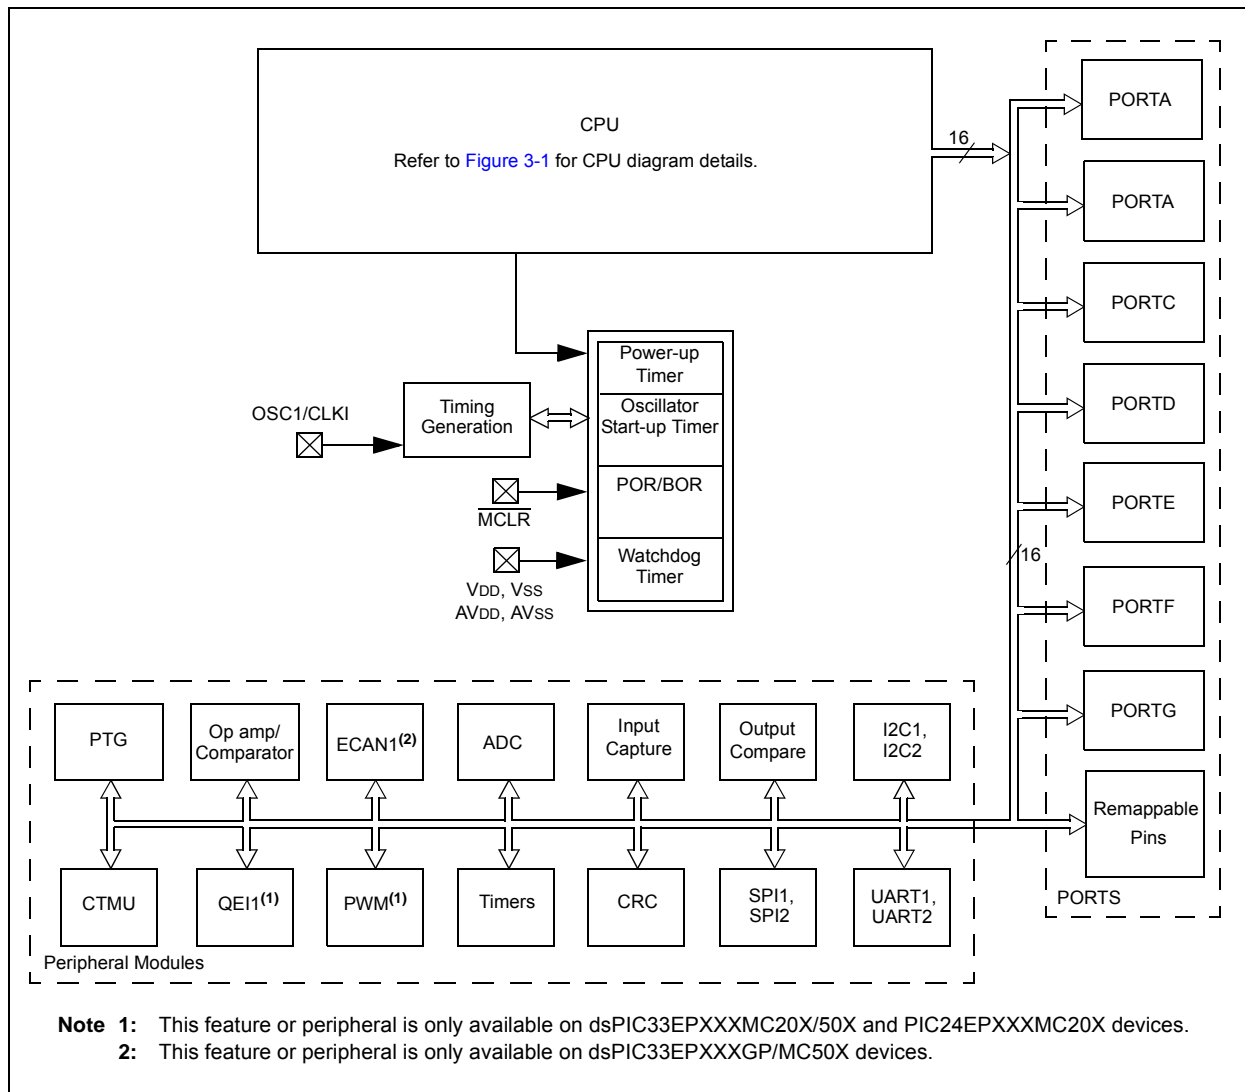 CPU
Refer to Figure 3-1 for CPU diagram details.
16
PORTA
PORTA
PORTC
PORTD
PORTE
16
PORTF
PORTG
Remappable
Pins
PORTS
Power-up
Timer
Oscillator
Start-up Timer
POR/BOR
Watchdog
Timer
OSC1/CLKI
Timing
Generation
MCLR
VDD, VSS
AVDD, AVSS
PTG
Op amp/
Comparator
ECAN1(2)
ADC
Input
Capture
Output
Compare
I2C1,
I2C2
CTMU
QEI1(1)
PWM(1)
Timers
CRC
SPI1,
SPI2
UART1,
UART2
Peripheral Modules
Note 1: This feature or peripheral is only available on dsPIC33EPXXXMC20X/50X and PIC24EPXXXMC20X devices.
2: This feature or peripheral is only available on dsPIC33EPXXXGP/MC50X devices.